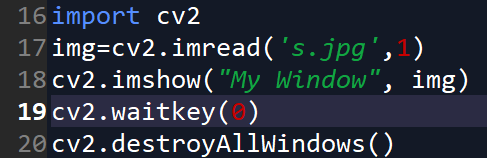 16 import cv2
17 img=cv2.imread('s.jpg',1)
18 cv2.imshow("My Window", img)
19 cv2.waitkey(0)
20 cv2.destroyAllWindows()